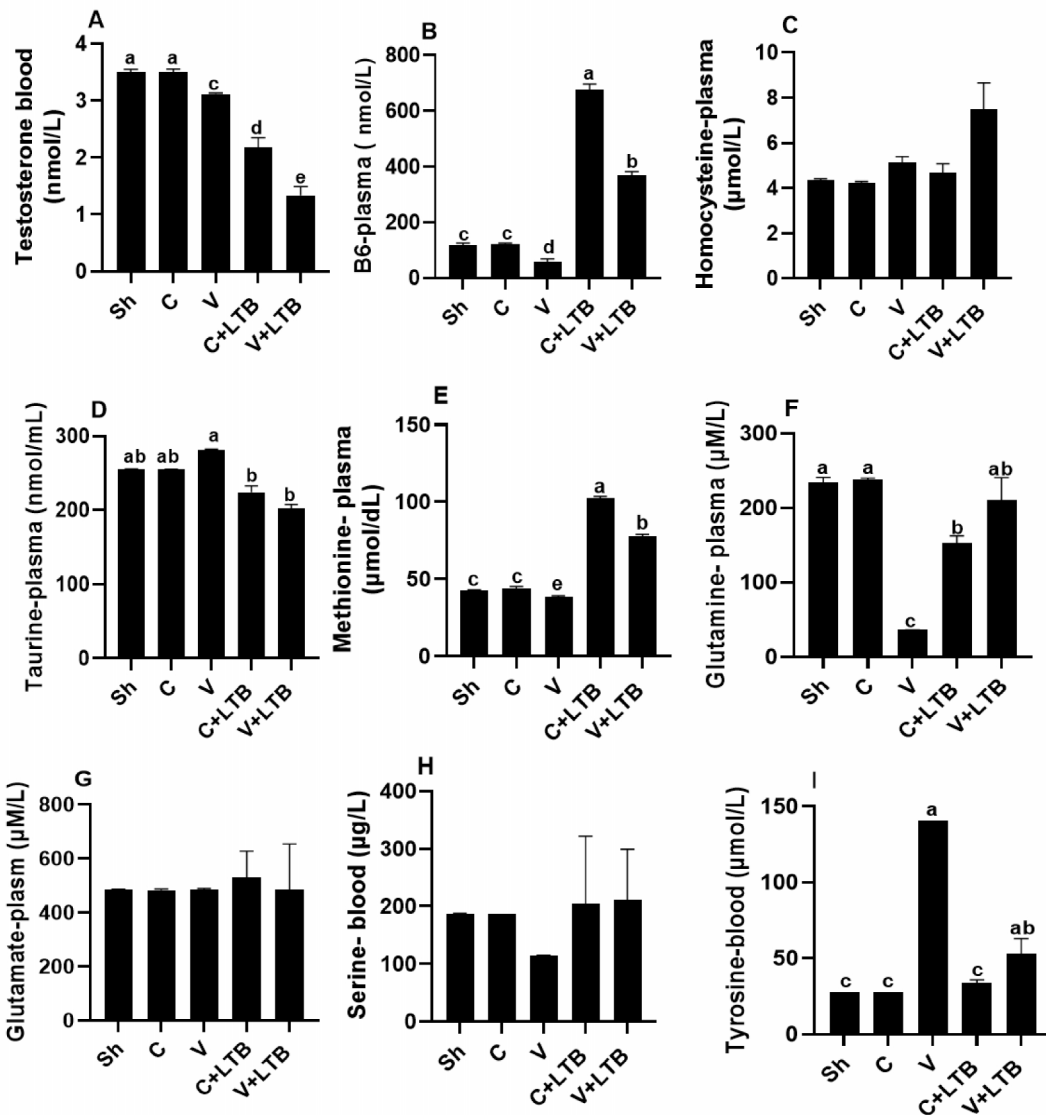 A
Testosterone blood
(nmol/L)
4
3
2
1
0
a
a
c
d
e
Sh
C
V
C+LTB
V+LTB
B
B6-plasma ( nmol/L)
800
600
400
200
0
c
c
d
a
b
Sh
C
V
C+LTB
V+LTB
C
Homocysteine-plasma
(μmol/L)
10
8
6
4
2
0
Sh
C
V
C+LTB
V+LTB
D
Taurine-plasma (nmol/mL)
300
200
100
0
ab
ab
a
b
b
Sh
C
V
C+LTB
V+LTB
E
Methionine- plasma
(μmol/dL)
150
100
50
0
c
c
e
a
b
Sh
C
V
C+LTB
V+LTB
F
Glutamine- plasma (μM/L)
300
200
100
0
a
a
c
b
ab
Sh
C
V
C+LTB
V+LTB
G
Glutamate-plasm (μM/L)
800
600
400
200
0
Sh
C
V
C+LTB
V+LTB
H
Serine- blood (μg/L)
400
300
200
100
0
Sh
C
V
C+LTB
V+LTB
I
Tyrosine-blood (μmol/L)
150
100
50
0
c
c
a
c
ab
Sh
C
V
C+LTB
V+LTB